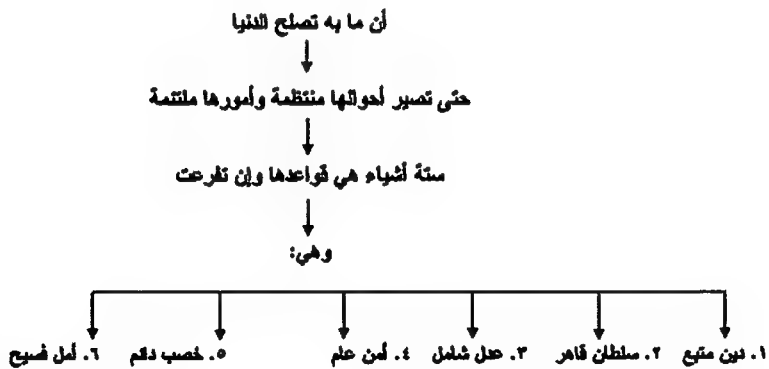 أن ما به تصلح الدنيا
حتى تصير أحوالها منتظمة وأمورها ملتئمة
ستة أشياء هي قواعدها وإن تفرعت
وهي:
١. دين متبع ٢. سلطان قاهر ٣. عدل شامل ٤. أمن عام ٥. خصب دائم ٦. أمل فسيح